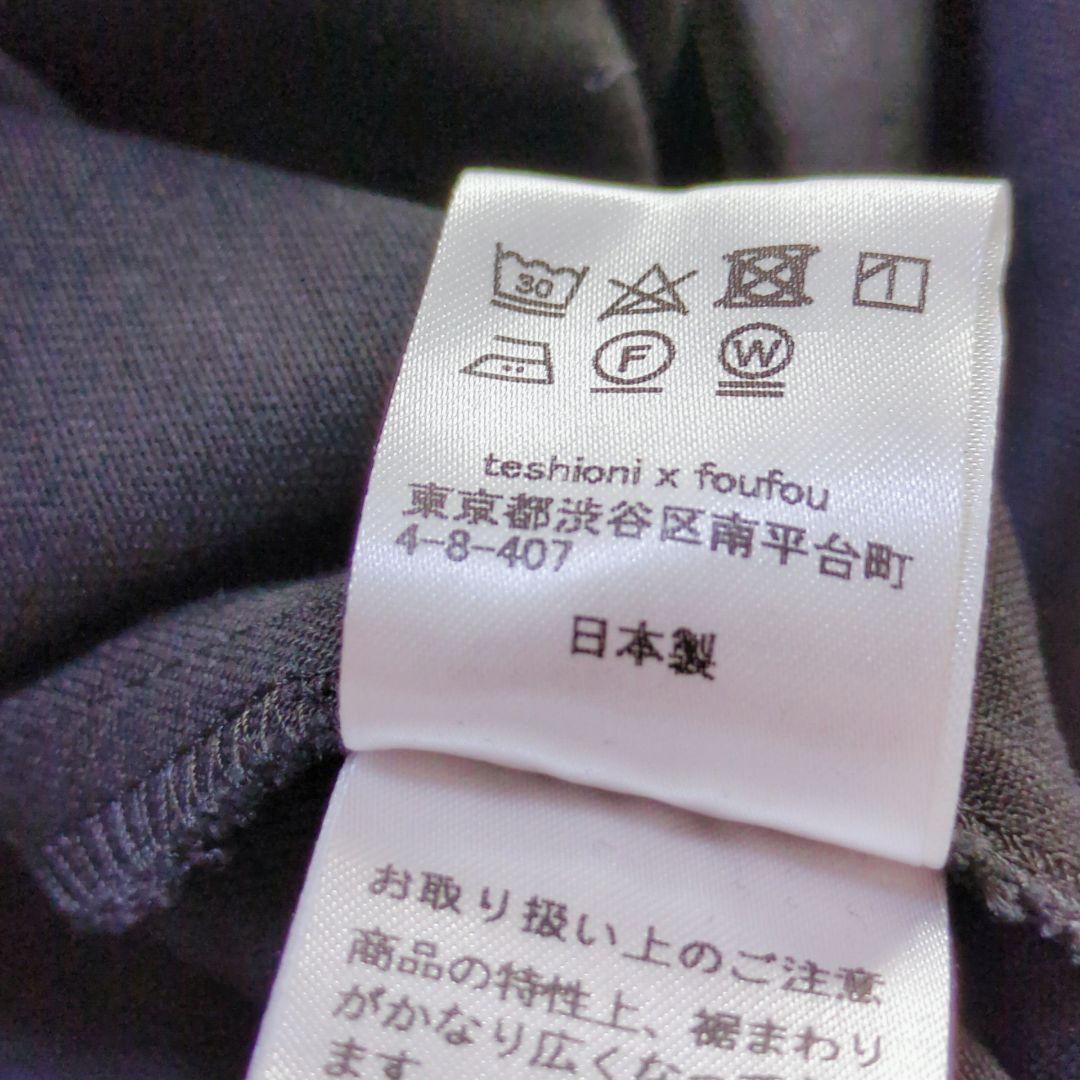 30
F W
teshioni x foufou
東京都渋谷区南平台町
4-8-407
日本製
お取り扱い上のご注意
商品の特性上、裾まわり
がかなり広くなって
ます